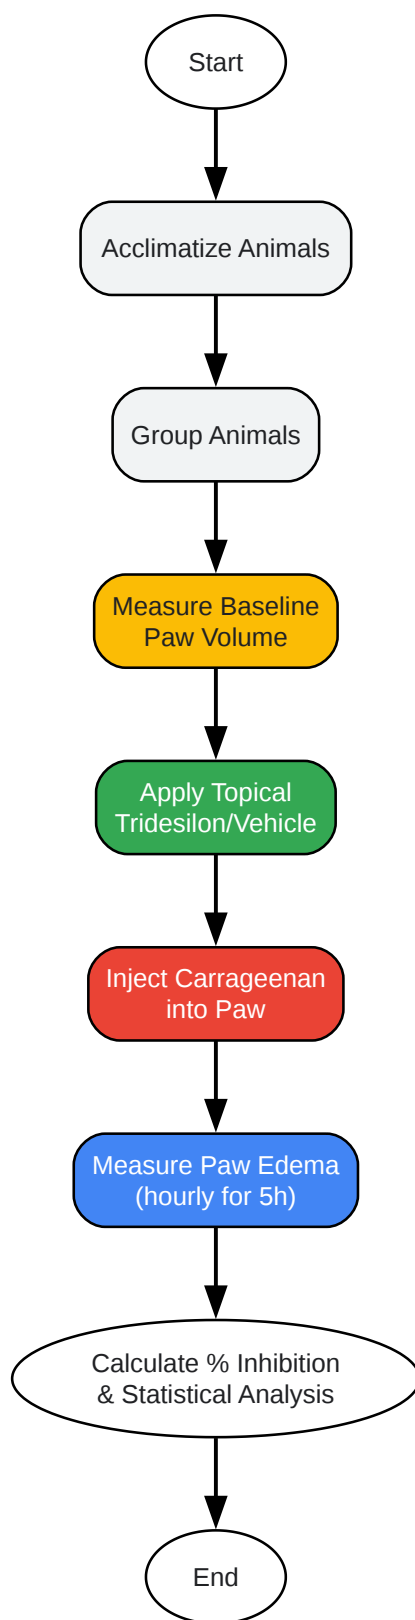 Start
Acclimatize Animals
Group Animals
Measure Baseline
Paw Volume
Apply Topical
Tridesilon/Vehicle
Inject Carrageenan
into Paw
Measure Paw Edema
(hourly for 5h)
Calculate % Inhibition
& Statistical Analysis
End